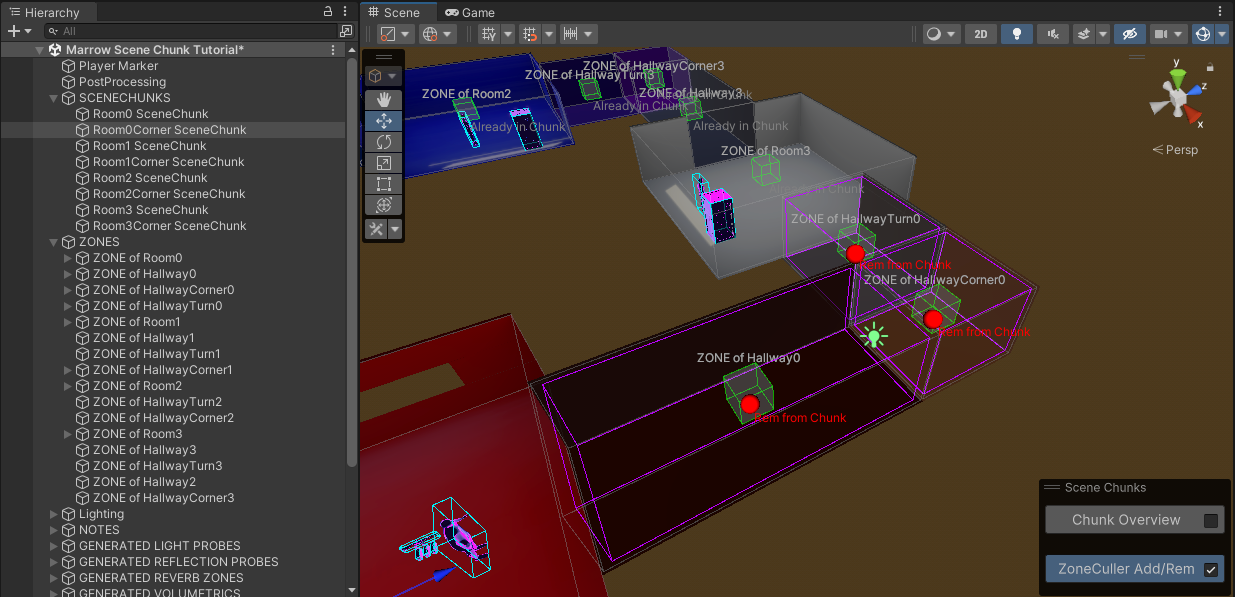 Hierarchy
All
Marrow Scene Chunk Tutorial*
Player Marker
PostProcessing
SCENECHUNKS
Room0 SceneChunk
Room0Corner SceneChunk
Room1 SceneChunk
Room1Corner SceneChunk
Room2 SceneChunk
Room2Corner SceneChunk
Room3 SceneChunk
Room3Corner SceneChunk
ZONES
ZONE of Room0
ZONE of Hallway0
ZONE of HallwayCorner0
ZONE of HallwayTurn0
ZONE of Room1
ZONE of Hallway1
ZONE of HallwayTurn1
ZONE of HallwayCorner1
ZONE of Room2
ZONE of HallwayTurn2
ZONE of HallwayCorner2
ZONE of Room3
ZONE of Hallway3
ZONE of HallwayTurn3
ZONE of Hallway2
ZONE of HallwayCorner3
Lighting
NOTES
GENERATED LIGHT PROBES
GENERATED REFLECTION PROBES
GENERATED REVERB ZONES
GENERATED VOLUMETRICS
Scene
Game
2D
ZONE of HallwayCorner3
ZONE of HallwayTurn3
ZONE of Room2
ZONE of Hallway3
Already in Chunk
Already in Chunk
Already in Chunk
ZONE of Room3
Already in Chunk
ZONE of HallwayTurn0
Rem from Chunk
ZONE of HallwayCorner0
Rem from Chunk
ZONE of Hallway0
Rem from Chunk
y
z
x
Persp
Scene Chunks
Chunk Overview
ZoneCuller Add/Rem